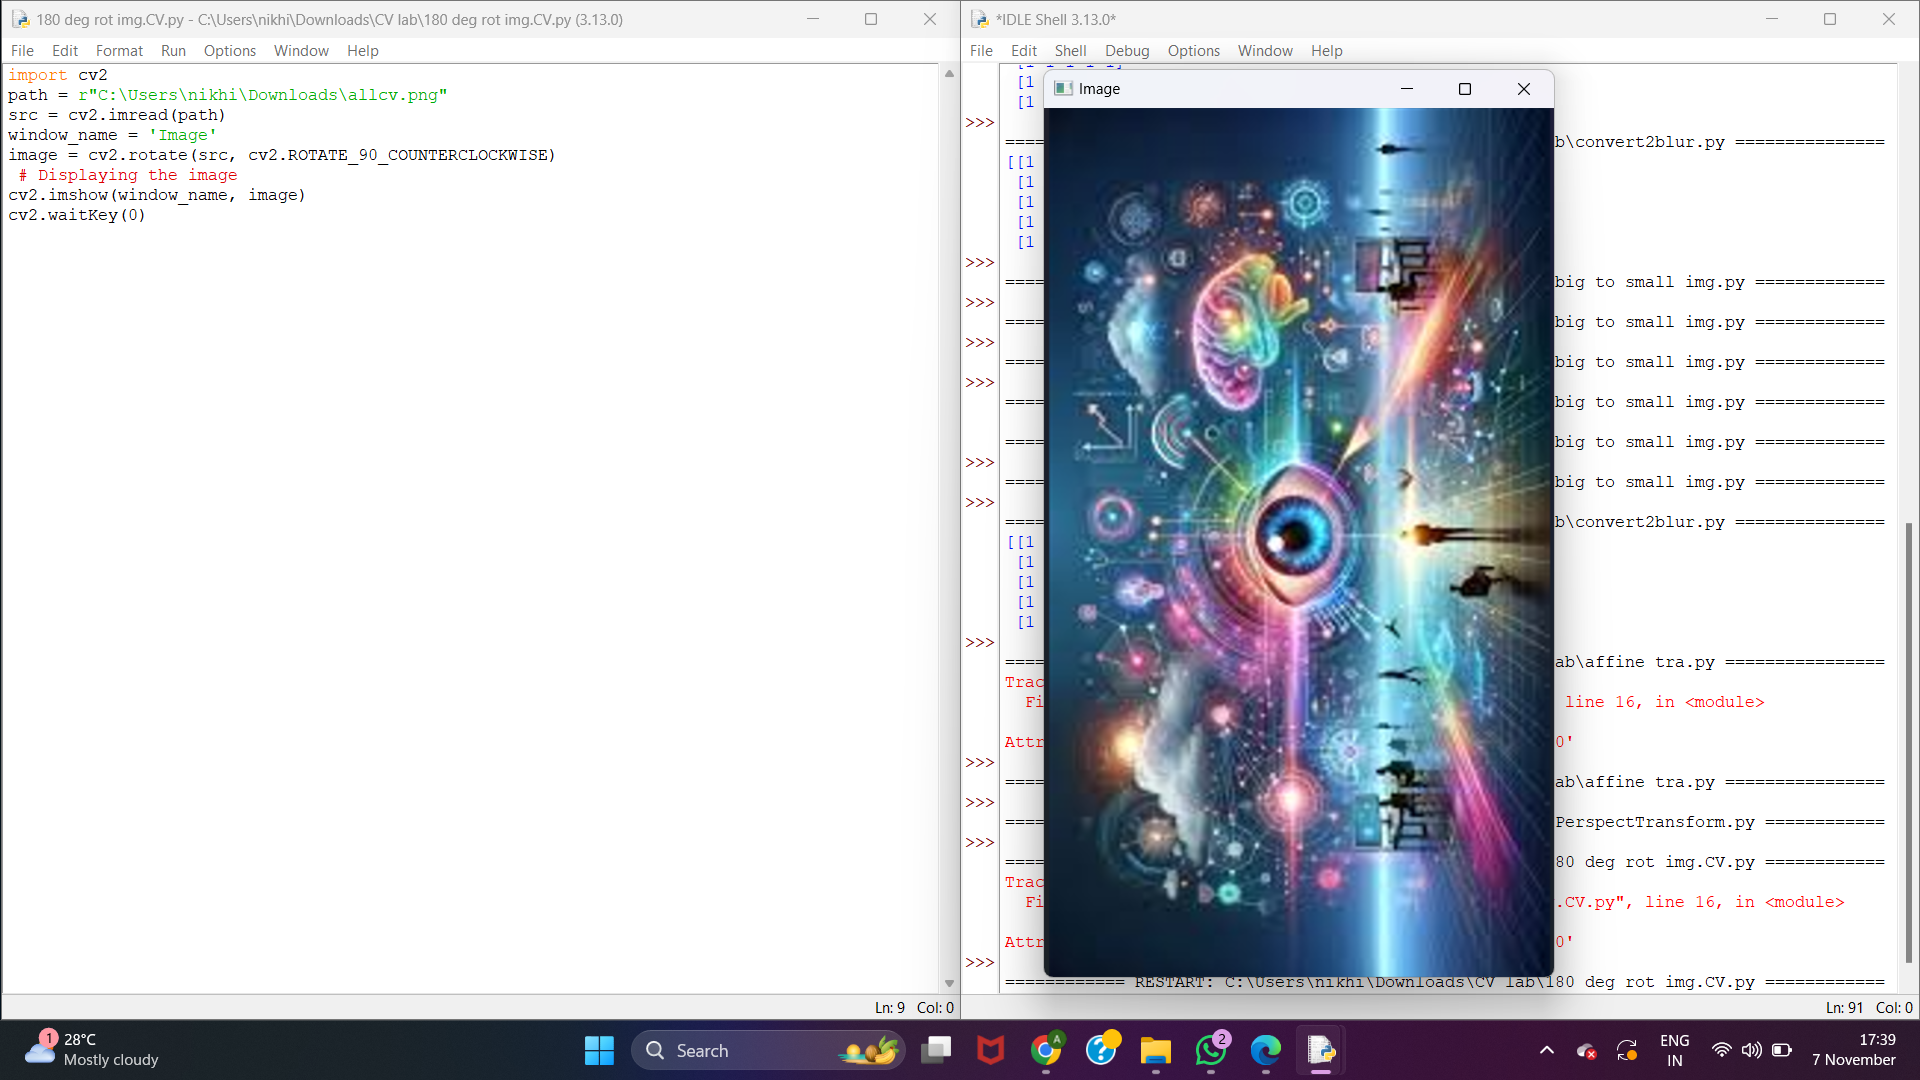 180 deg rot img.CV.py - C:\Users\nikhi\Downloads\CV lab\180 deg rot img.CV.py (3.13.0)
File Edit Format Run Options Window Help
import cv2
path = r"C:\Users\nikhi\Downloads\allcv.png"
src = cv2.imread(path)
window_name = 'Image'
image = cv2.rotate(src, cv2.ROTATE_90_COUNTERCLOCKWISE)
# Displaying the image
cv2.imshow(window_name, image)
cv2.waitKey(0)
Ln: 9 Col: 0
*IDLE Shell 3.13.0*
File Edit Shell Debug Options Window Help
Image
[1
[1
>>>
===== b\convert2blur.py ===============
[[1
[1
[1
[1
[1
>>>
==== big to small img.py =============
>>>
==== big to small img.py =============
>>>
==== big to small img.py =============
>>>
==== big to small img.py =============
==== big to small img.py =============
>>>
==== big to small img.py =============
>>>
==== b\convert2blur.py ===============
[[1
[1
[1
[1
[1
>>>
==== ab\affine tra.py ================
Trac
Fi line 16, in <module>
Attr 0'
>>>
==== ab\affine tra.py ================
>>>
==== PerspectTransform.py ============
>>>
==== 80 deg rot img.CV.py ============
Trac
Fi .CV.py", line 16, in <module>
Attr 0'
>>>
============ RESTART: C:\Users\nikhi\Downloads\CV lab\180 deg rot img.CV.py ============
Ln: 91 Col: 0
1
28°C
Mostly cloudy
Search
A
2
ENG
IN
17:39
7 November